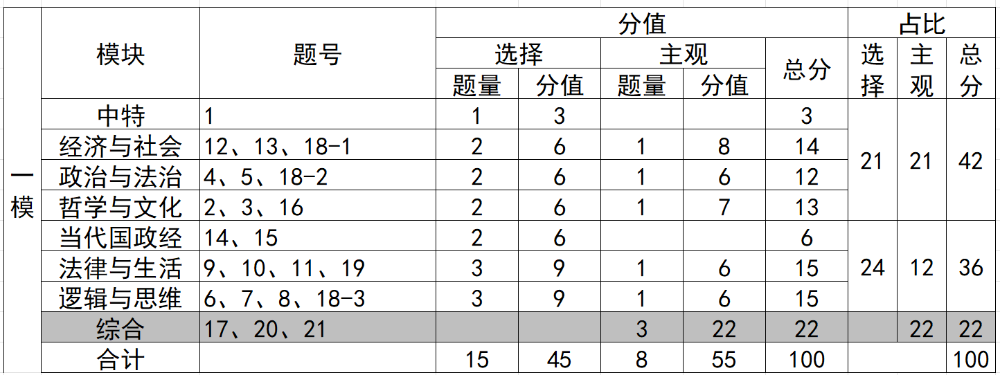 一模
模块 题号 分值 占比
选择 主观 总分 选择 主观 总分
题量 分值 题量 分值
中特 1 1 3 3 21 21 42
经济与社会 12、13、18-1 2 6 1 8 14
政治与法治 4、5、18-2 2 6 1 6 12
哲学与文化 2、3、16 2 6 1 7 13
当代国政经 14、15 2 6 6 24 12 36
法律与生活 9、10、11、19 3 9 1 6 15
逻辑与思维 6、7、8、18-3 3 9 1 6 15
综合 17、20、21 3 22 22 22 22
合计 15 45 8 55 100 100